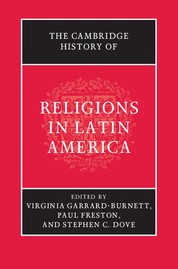 THE CAMBRIDGE
HISTORY OF
RELIGIONS IN LATIN
AMERICA
EDITED BY
VIRGINIA GARRARD-BURNETT,
PAUL FRESTON,
AND STEPHEN C. DOVE